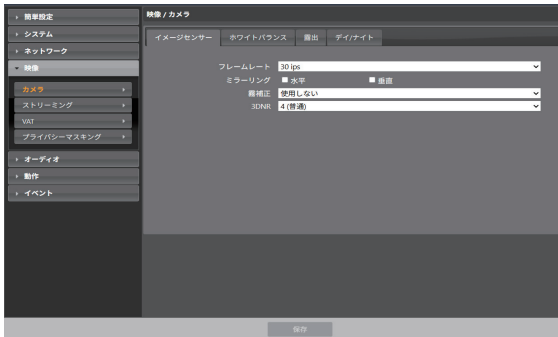 簡単設定
システム
ネットワーク
映像
カメラ
ストリーミング
VAT
プライバシーマスキング
オーディオ
動作
イベント
映像 / カメラ
イメージセンサー ホワイトバランス 露出 デイ/ナイト
フレームレート 30 ips
ミラーリング 水平 垂直
霧補正 使用しない
3DNR 4 (普通)
保存